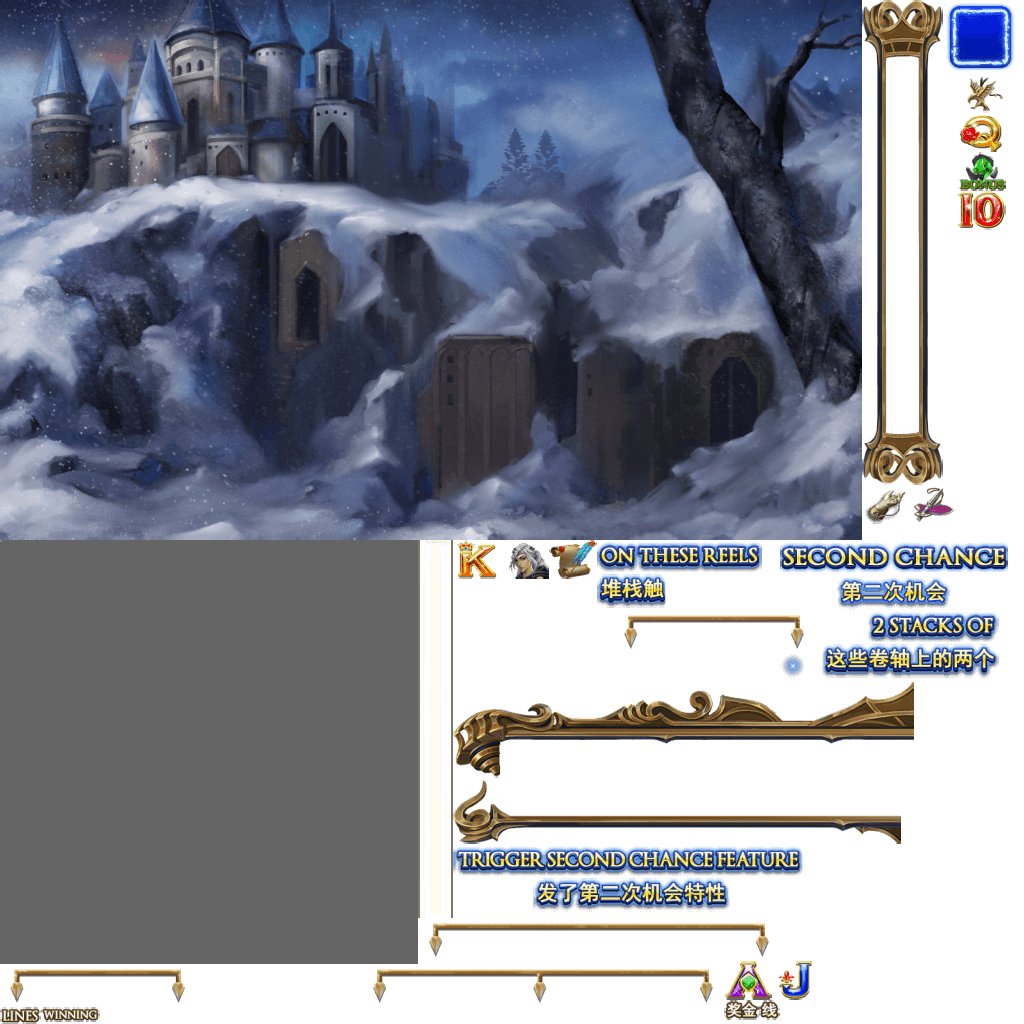 Q
BONUS
10
K
ON THESE REELS
堆栈触
SECOND CHANCE
第二次机会
2 STACKS OF
这些卷轴上的两个
TRIGGER SECOND CHANCE FEATURE
发了第二次机会特性
A
J
奖金线
LINES WINNING